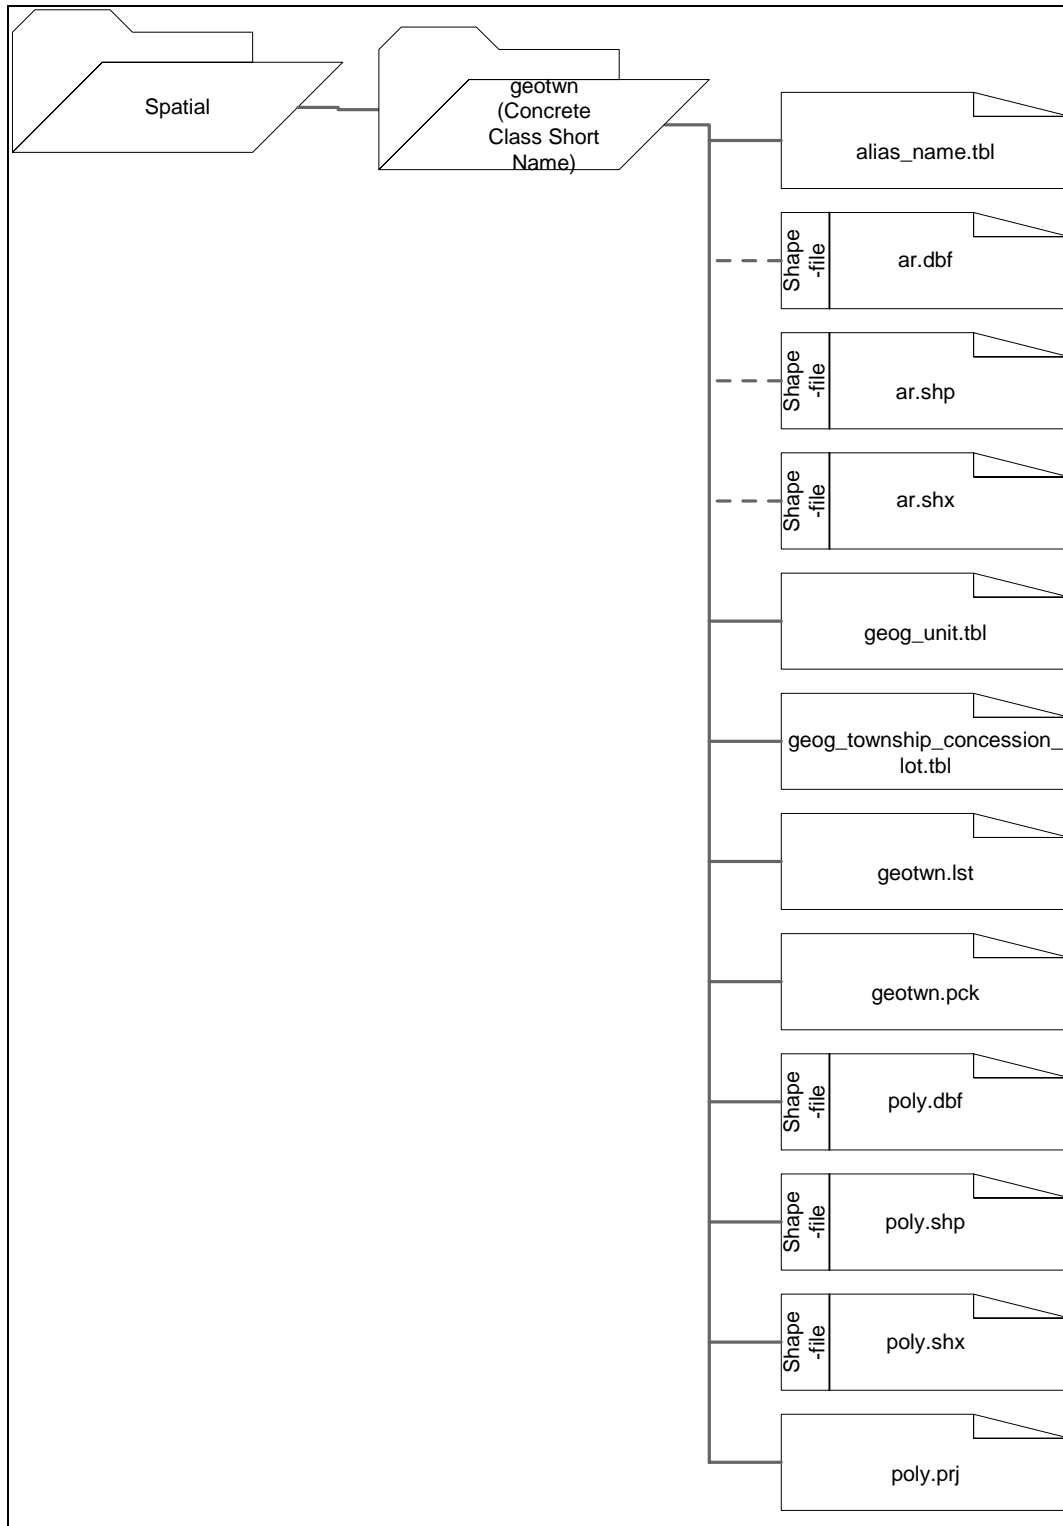 Spatial
geotwn
(Concrete
Class Short
Name)
alias_name.tbl
Shape
-file
ar.dbf
Shape
-file
ar.shp
Shape
-file
ar.shx
geog_unit.tbl
geog_township_concession_
lot.tbl
geotwn.lst
geotwn.pck
Shape
-file
poly.dbf
Shape
-file
poly.shp
Shape
-file
poly.shx
poly.prj